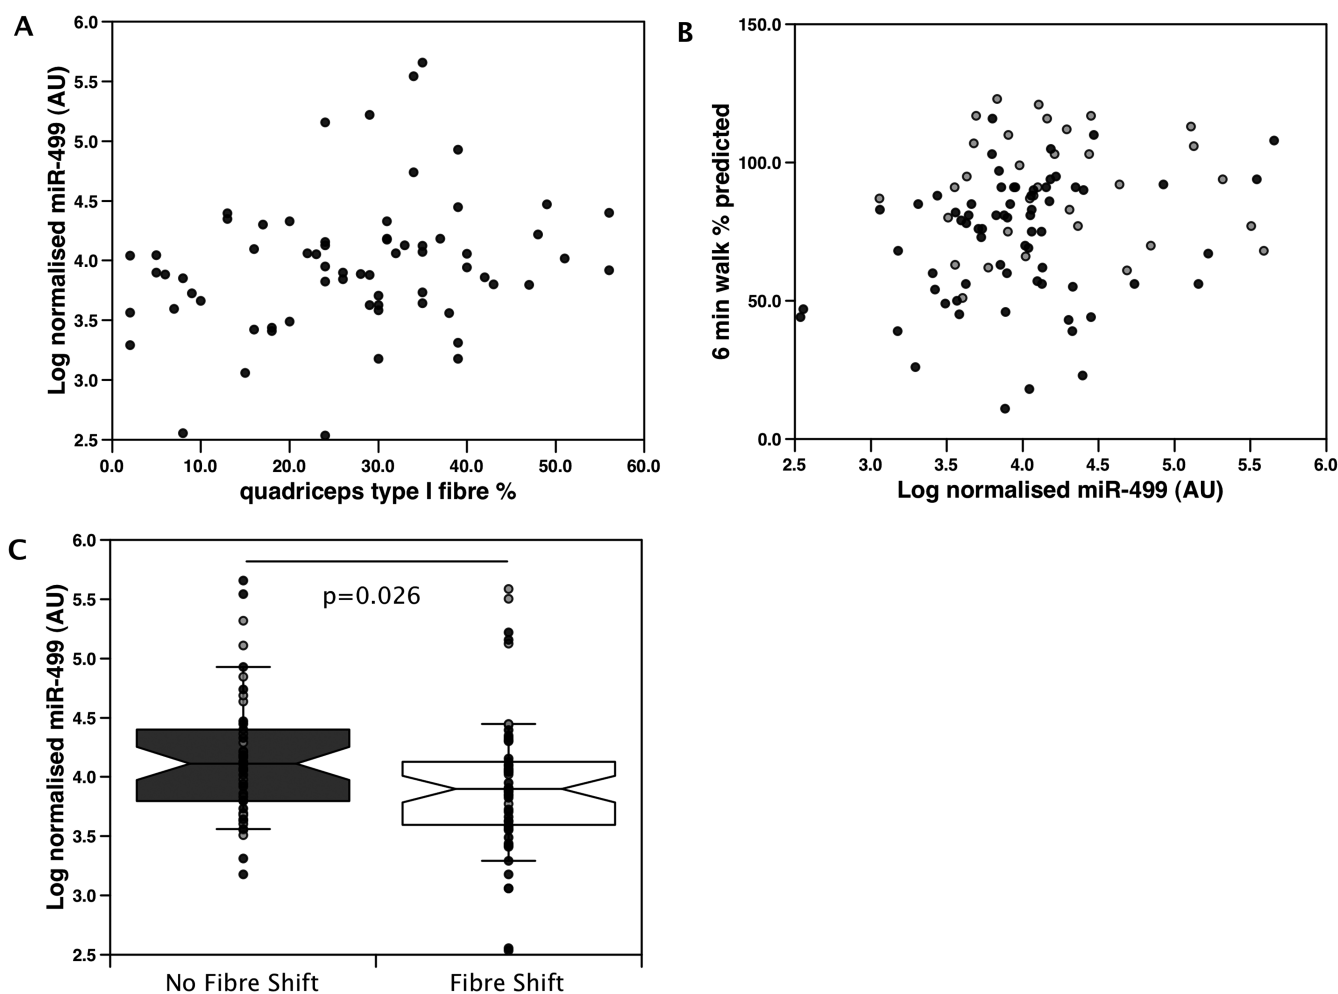 A
6.0
5.5
5.0
4.5
4.0
3.5
3.0
2.5
Log normalised miR-499 (AU)
0.0 10.0 20.0 30.0 40.0 50.0 60.0
quadriceps type I fibre %
B
150.0
100.0
50.0
0.0
6 min walk % predicted
2.5 3.0 3.5 4.0 4.5 5.0 5.5 6.0
Log normalised miR-499 (AU)
C
6.0
5.5
5.0
4.5
4.0
3.5
3.0
2.5
Log normalised miR-499 (AU)
p=0.026
No Fibre Shift Fibre Shift